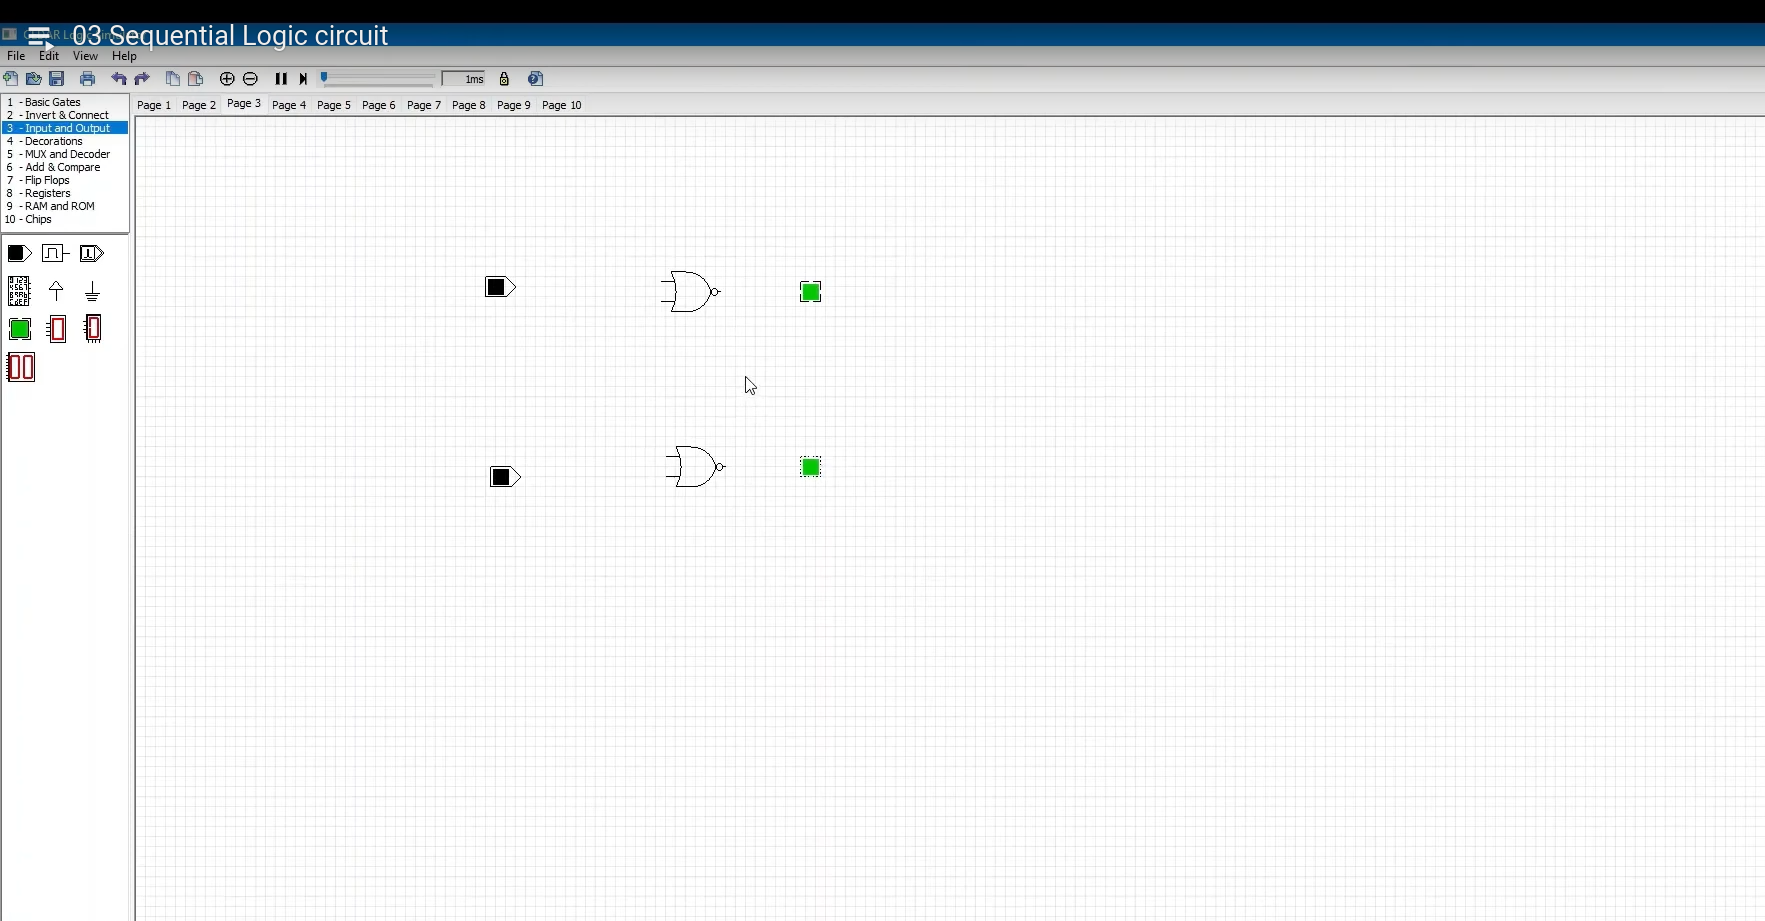 03 Sequential Logic circuit
File Edit View Help
1ms
1 - Basic Gates
2 - Invert & Connect
3 - Input and Output
4 - Decorations
5 - MUX and Decoder
6 - Add & Compare
7 - Flip Flops
8 - Registers
9 - RAM and ROM
10 - Chips
Page 1 Page 2 Page 3 Page 4 Page 5 Page 6 Page 7 Page 8 Page 9 Page 10